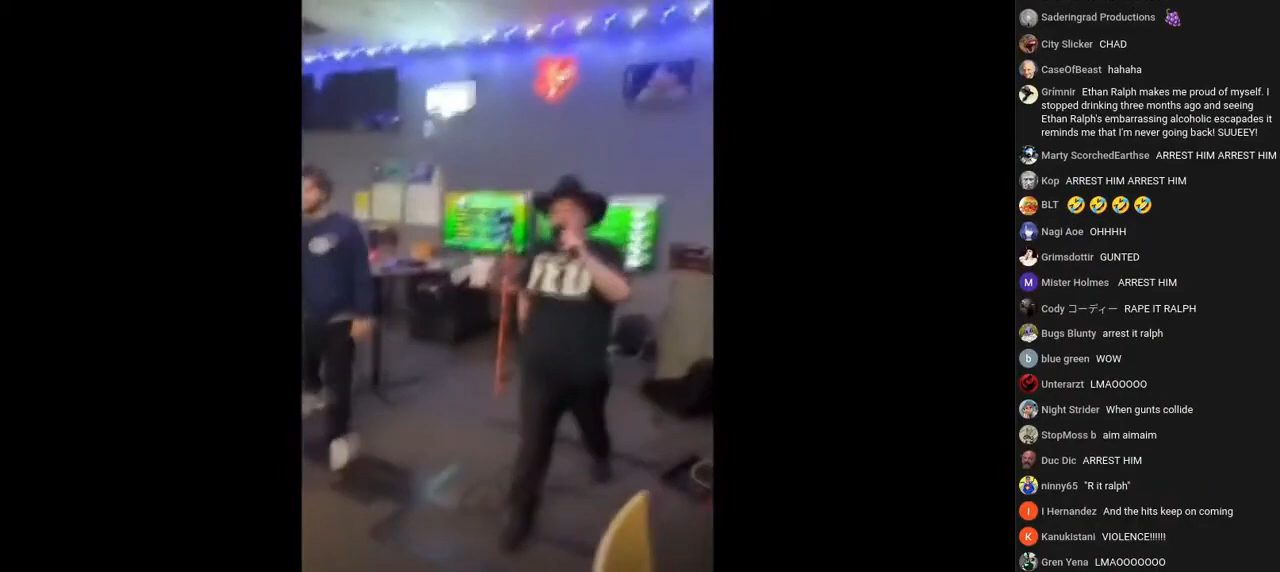 Saderingrad Productions 🍇
City Slicker CHAD
CaseOfBeast hahaha
Grímnir Ethan Ralph makes me proud of myself. I
stopped drinking three months ago and seeing
Ethan Ralph's embarrassing alcoholic escapades it
reminds me that I'm never going back! SUUEEY!
Marty ScorchedEarthse ARREST HIM ARREST HIM
Kop ARREST HIM ARREST HIM
BLT 🤣🤣🤣🤣
Nagi Aoe OHHHH
Grimsdottir GUNTED
M Mister Holmes ARREST HIM
Cody コーディー RAPE IT RALPH
Bugs Blunty arrest it ralph
b blue green WOW
Unterarzt LMAOOOOO
Night Strider When gunts collide
StopMoss b aim aimaim
Duc Dic ARREST HIM
ninny65 "R it ralph"
I I Hernandez And the hits keep on coming
K Kanukistani VIOLENCE!!!!!!
Gren Yena LMAOOOOOOO